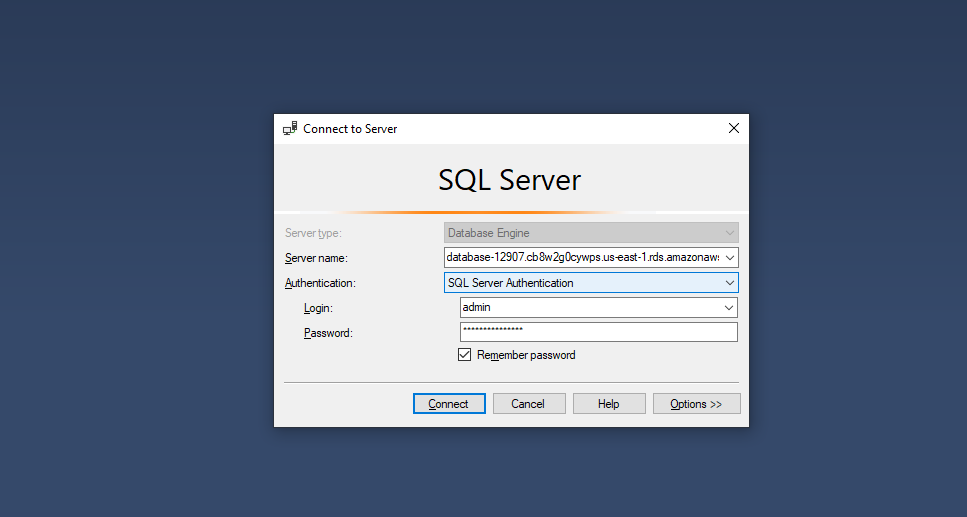 Connect to Server
SQL Server
Server type: Database Engine
Server name: database-12907.cb8w2g0cywps.us-east-1.rds.amazonaws
Authentication: SQL Server Authentication
Login: admin
Password: ***************
Remember password
Connect Cancel Help Options >>